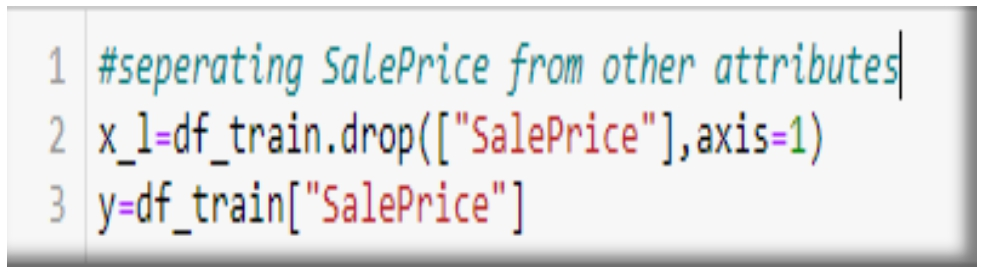 1 #seperating SalePrice from other attributes
2 x_l=df_train.drop(["SalePrice"],axis=1)
3 y=df_train["SalePrice"]